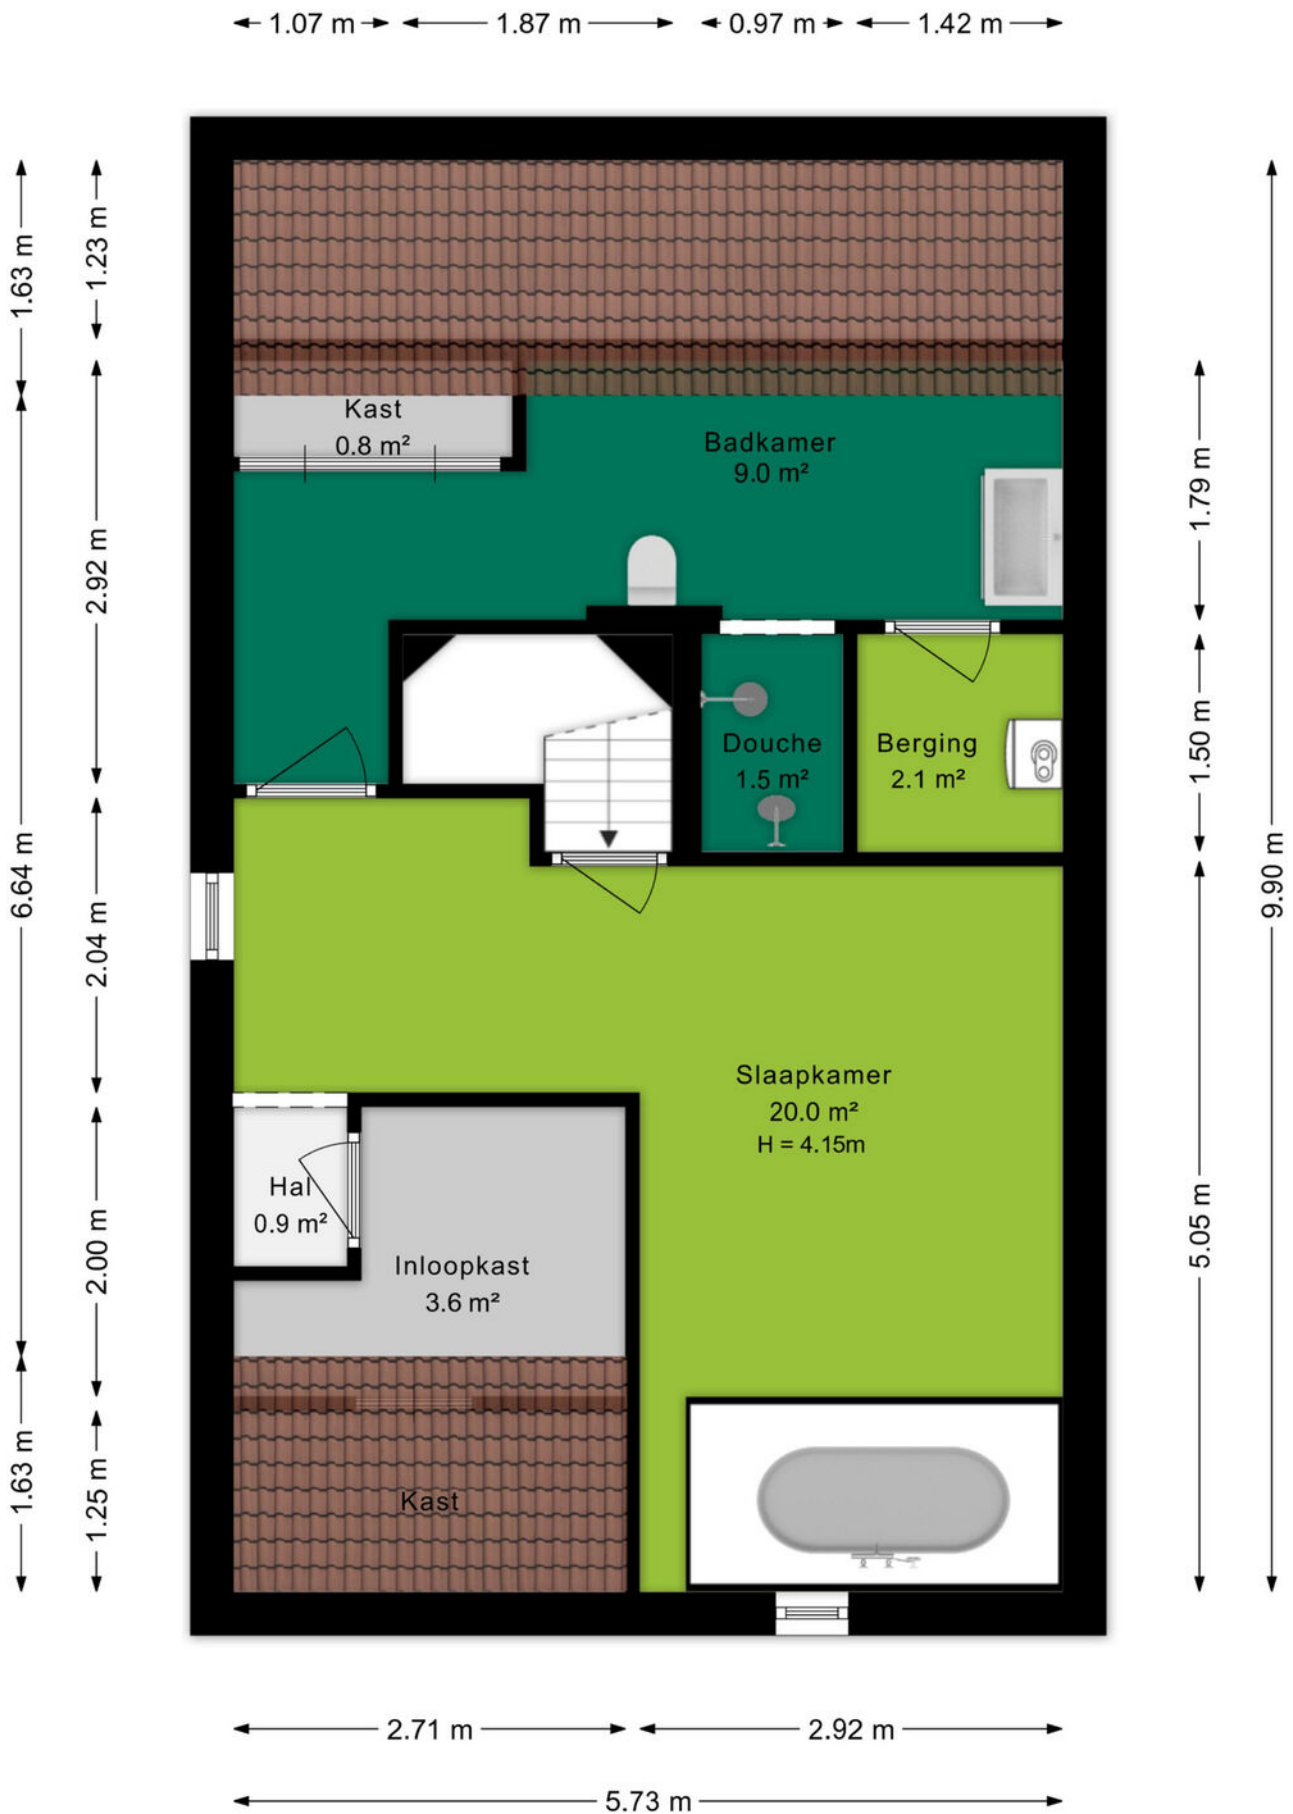 1.07 m
1.87 m
0.97 m
1.42 m
1.63 m
1.23 m
Kast
0.8 m²
Badkamer
9.0 m²
1.79 m
2.92 m
Douche
1.5 m²
Berging
2.1 m²
1.50 m
6.64 m
2.04 m
9.90 m
Slaapkamer
20.0 m²
H = 4.15m
Hal
0.9 m²
2.00 m
5.05 m
Inloopkast
3.6 m²
1.63 m
1.25 m
Kast
2.71 m
2.92 m
5.73 m